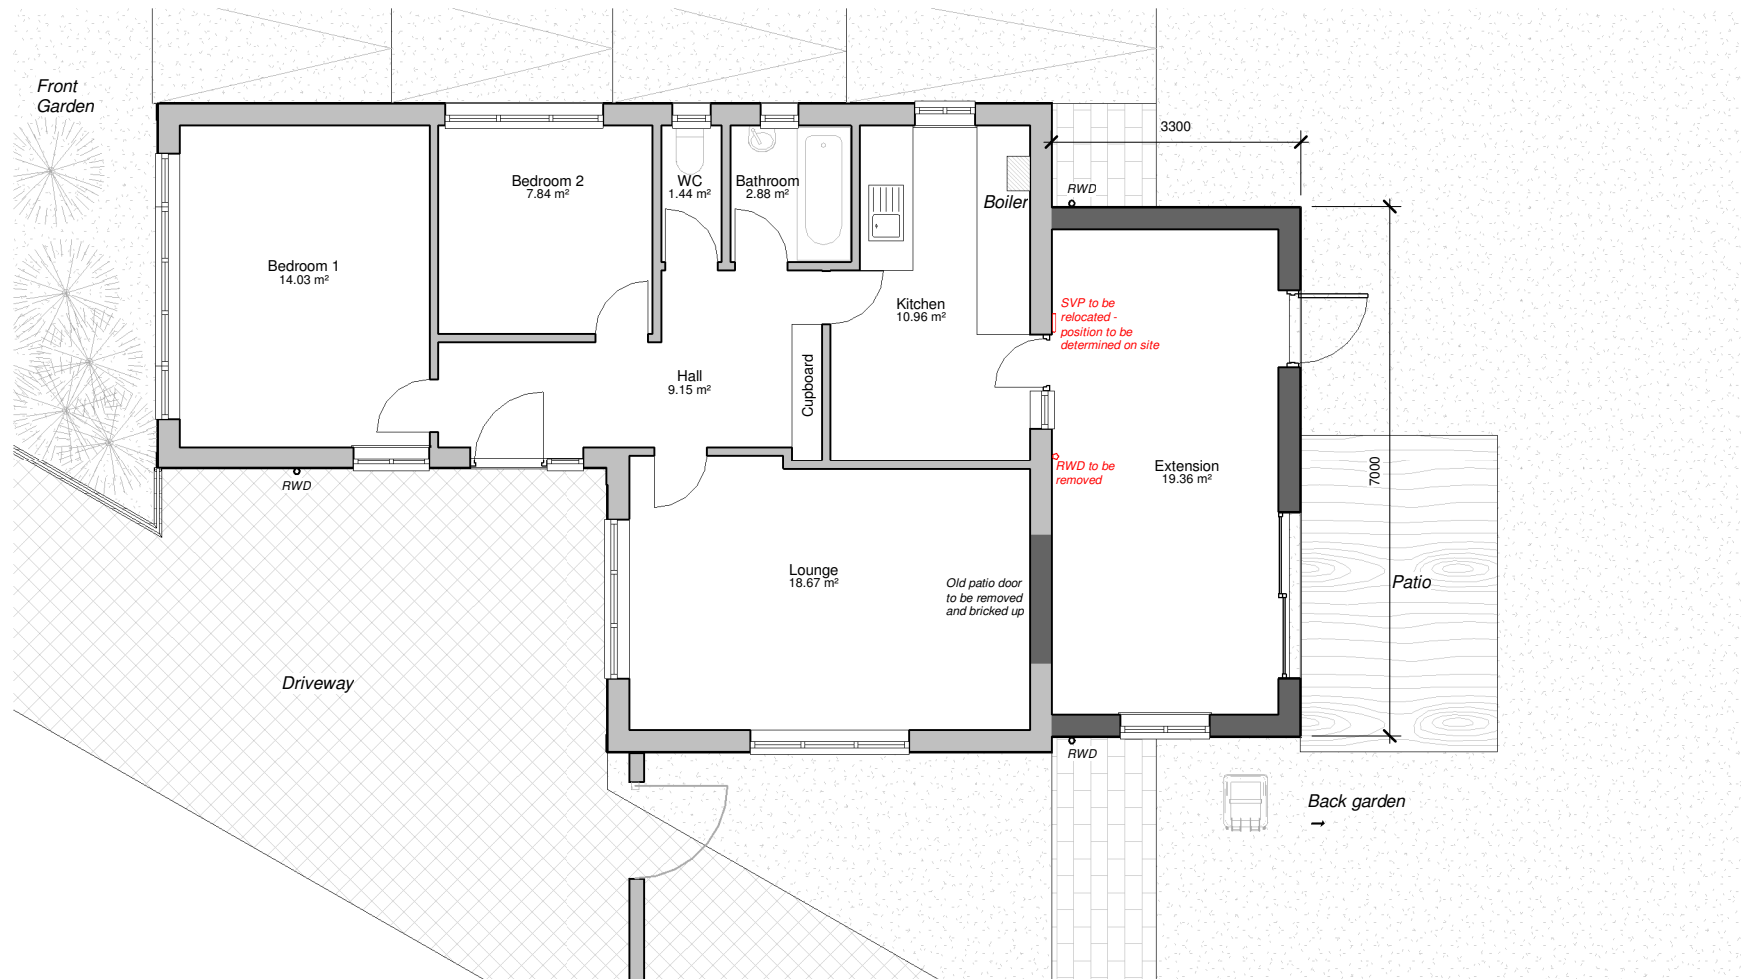 Front
Garden
3300
RWD
Bedroom 2
7.84 m²
WC
1.44 m²
Bathroom
2.88 m²
Boiler
Bedroom 1
14.03 m²
Kitchen
10.96 m²
SVP to be
relocated -
position to be
determined on site
Hall
9.15 m²
Cupboard
RWD
RWD to be
removed
Extension
19.36 m²
7000
Lounge
18.67 m²
Old patio door
to be removed
and bricked up
Patio
Driveway
RWD
Back garden